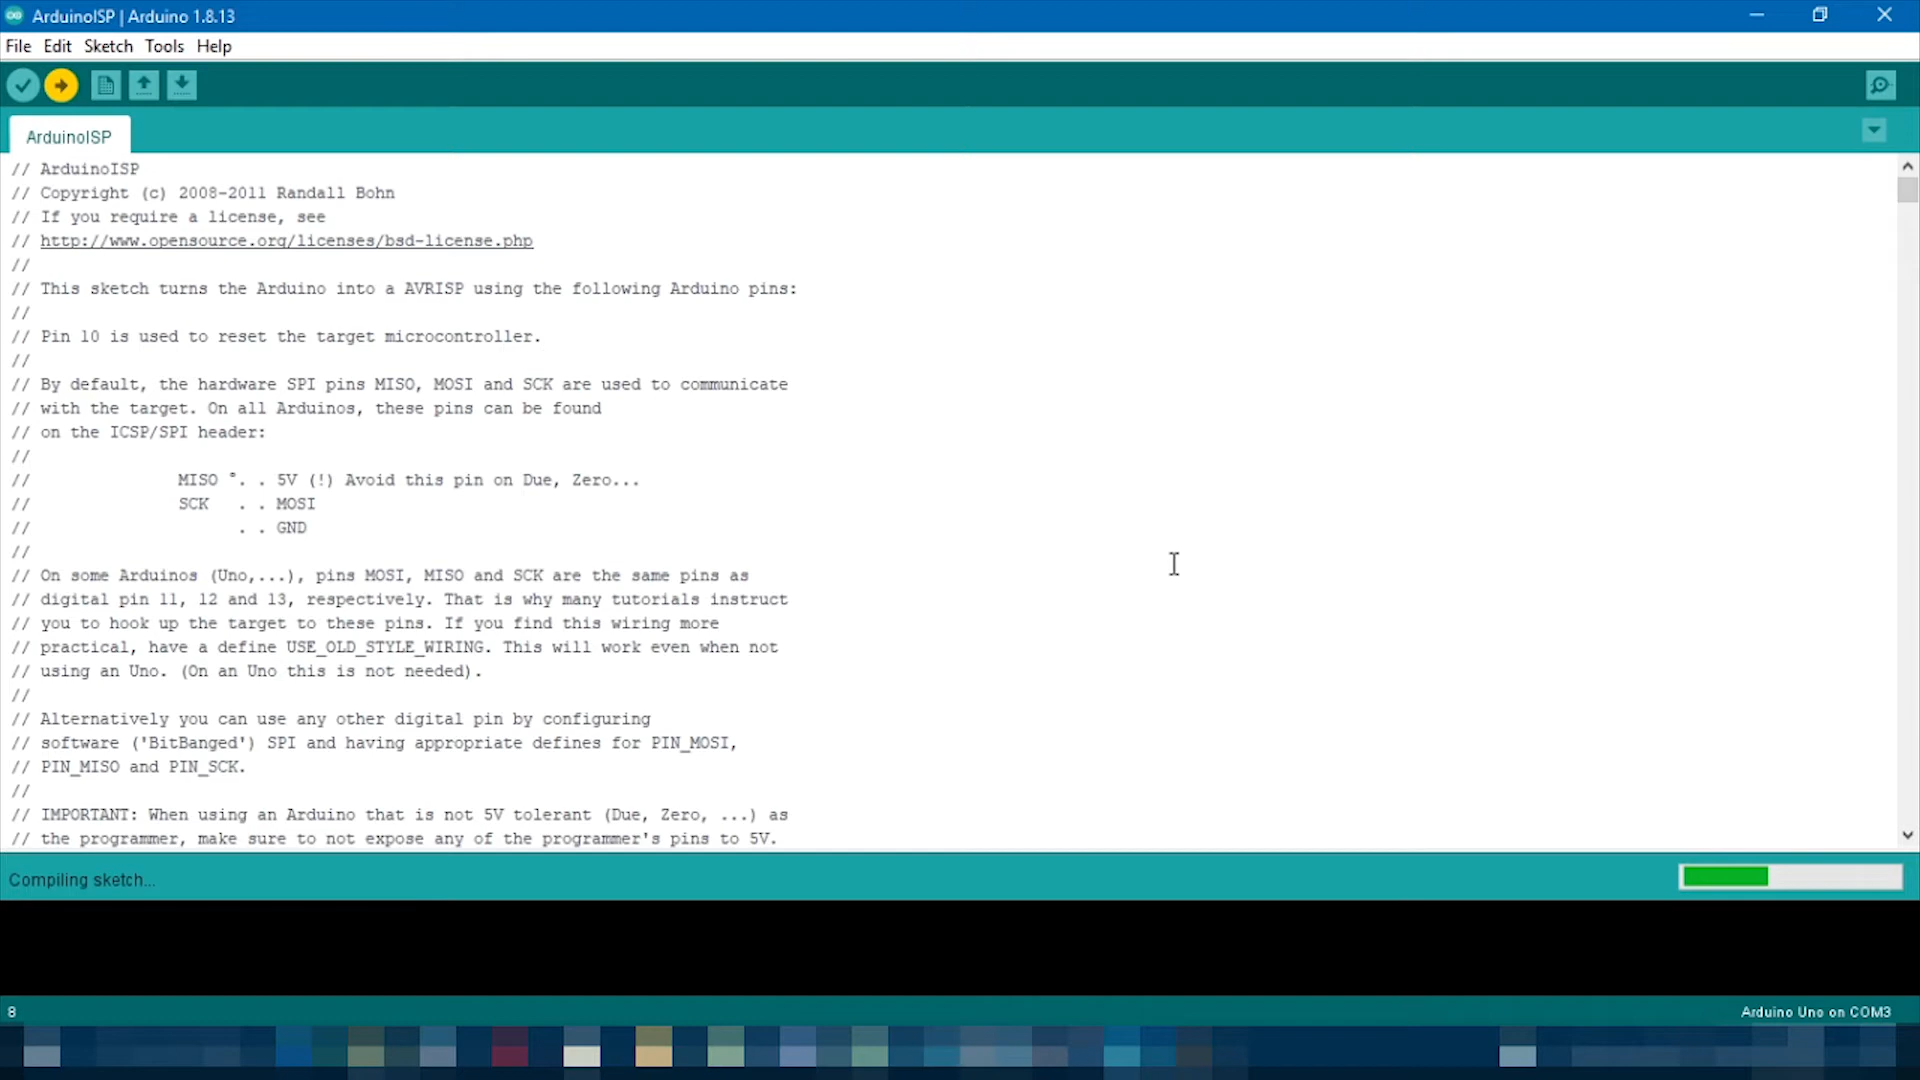 ArduinoISP | Arduino 1.8.13
File Edit Sketch Tools Help
ArduinoISP
// ArduinoISP
// Copyright (c) 2008-2011 Randall Bohn
// If you require a license, see
// http://www.opensource.org/licenses/bsd-license.php
//
// This sketch turns the Arduino into a AVRISP using the following Arduino pins:
//
// Pin 10 is used to reset the target microcontroller.
//
// By default, the hardware SPI pins MISO, MOSI and SCK are used to communicate
// with the target. On all Arduinos, these pins can be found
// on the ICSP/SPI header:
//
// MISO °. . 5V (!) Avoid this pin on Due, Zero...
// SCK . . MOSI
// . . GND
//
// On some Arduinos (Uno,...), pins MOSI, MISO and SCK are the same pins as
// digital pin 11, 12 and 13, respectively. That is why many tutorials instruct
// you to hook up the target to these pins. If you find this wiring more
// practical, have a define USE_OLD_STYLE_WIRING. This will work even when not
// using an Uno. (On an Uno this is not needed).
//
// Alternatively you can use any other digital pin by configuring
// software ('BitBanged') SPI and having appropriate defines for PIN_MOSI,
// PIN_MISO and PIN_SCK.
//
// IMPORTANT: When using an Arduino that is not 5V tolerant (Due, Zero, ...) as
// the programmer, make sure to not expose any of the programmer's pins to 5V.
Compiling sketch...
8
Arduino Uno on COM3